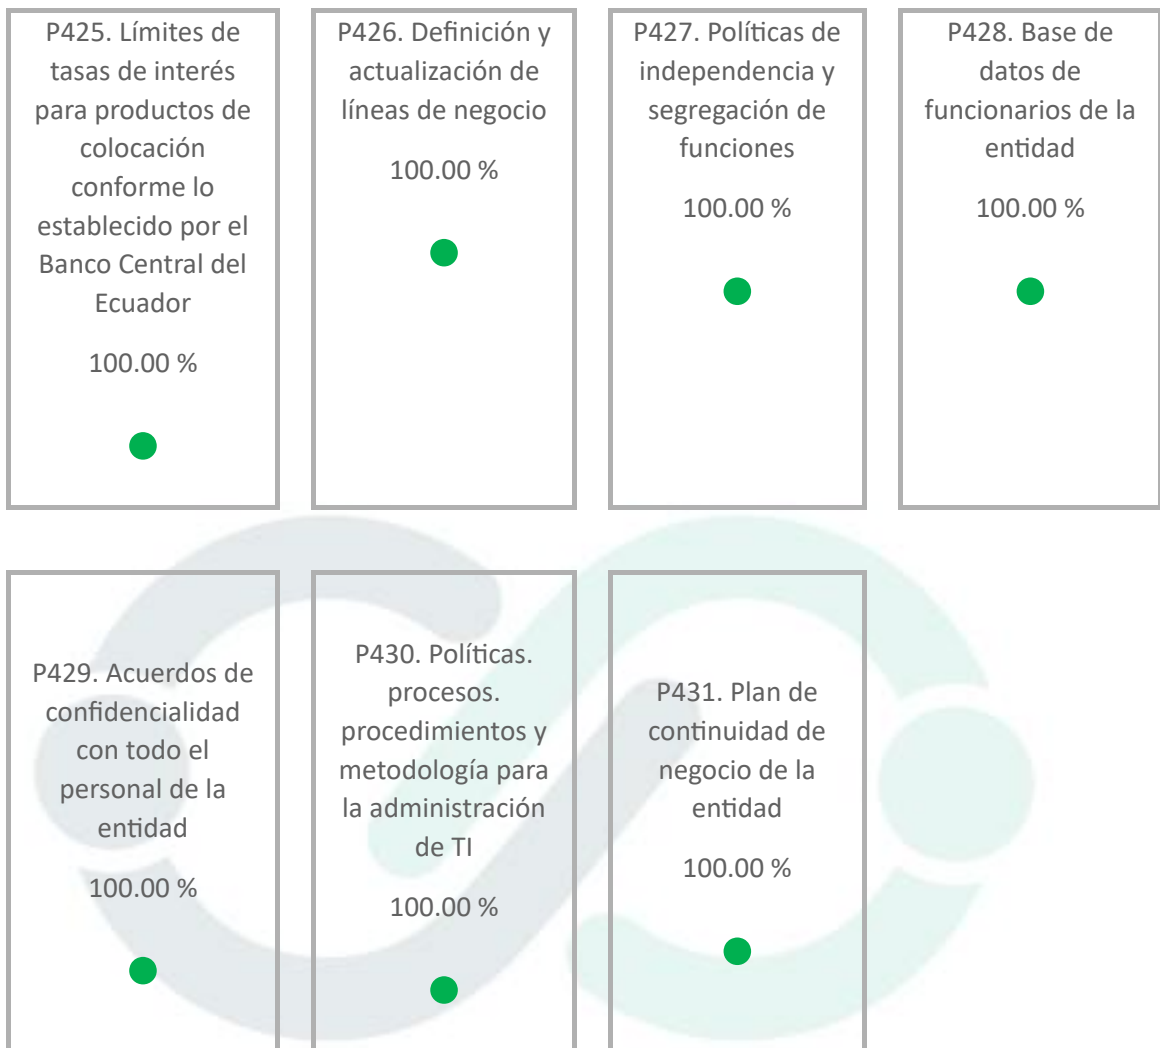 P425. Límites de
tasas de interés
para productos de
colocación
conforme lo
establecido por el
Banco Central del
Ecuador
100.00 %
P426. Definición y
actualización de
líneas de negocio
100.00 %
P427. Políticas de
independencia y
segregación de
funciones
100.00 %
P428. Base de
datos de
funcionarios de la
entidad
100.00 %
P429. Acuerdos de
confidencialidad
con todo el
personal de la
entidad
100.00 %
P430. Políticas.
procesos.
procedimientos y
metodología para
la administración
de TI
100.00 %
P431. Plan de
continuidad de
negocio de la
entidad
100.00 %